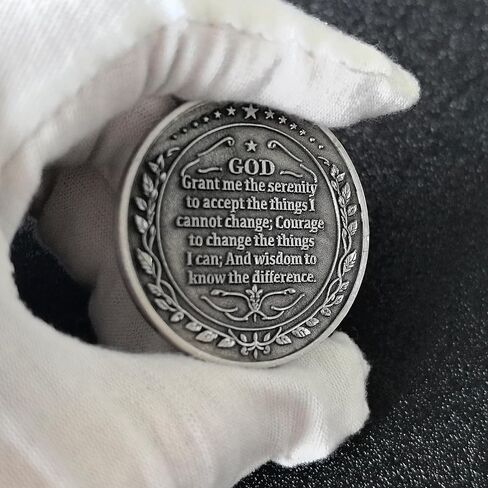 GOD
Grant me the serenity
to accept the things I
cannot change; Courage
to change the things
I can; And wisdom to
know the difference.